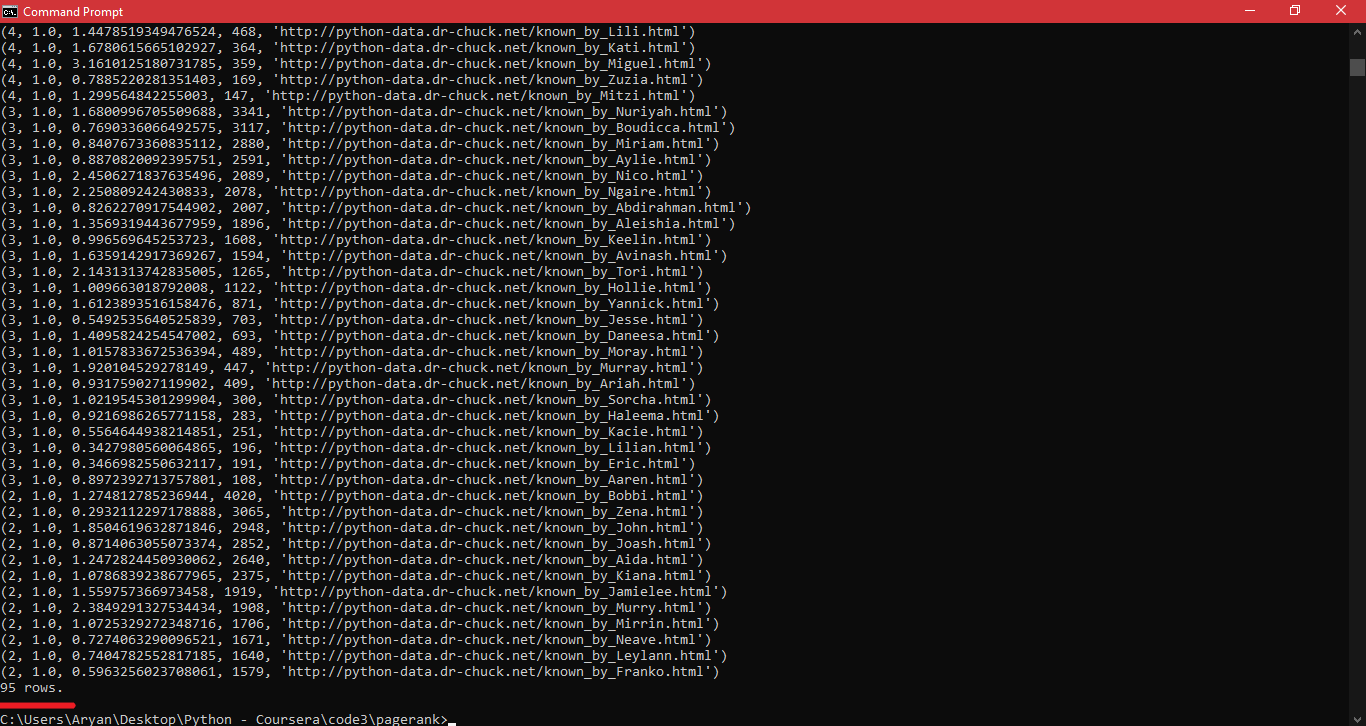 Command Prompt
(4, 1.0, 1.4478519349476524, 468, 'http://python-data.dr-chuck.net/known_by_Lili.html')
(4, 1.0, 1.6780615665102927, 364, 'http://python-data.dr-chuck.net/known_by_Kati.html')
(4, 1.0, 3.1610125180731785, 359, 'http://python-data.dr-chuck.net/known_by_Miguel.html')
(4, 1.0, 0.7885220281351403, 169, 'http://python-data.dr-chuck.net/known_by_Zuzia.html')
(4, 1.0, 1.299564842255003, 147, 'http://python-data.dr-chuck.net/known_by_Mitzi.html')
(3, 1.0, 1.6800996705509688, 3341, 'http://python-data.dr-chuck.net/known_by_Nuriyah.html')
(3, 1.0, 0.7690336066492575, 3117, 'http://python-data.dr-chuck.net/known_by_Boudicca.html')
(3, 1.0, 0.8407673360835112, 2880, 'http://python-data.dr-chuck.net/known_by_Miriam.html')
(3, 1.0, 0.8870820092395751, 2591, 'http://python-data.dr-chuck.net/known_by_Aylie.html')
(3, 1.0, 2.4506271837635496, 2089, 'http://python-data.dr-chuck.net/known_by_Nico.html')
(3, 1.0, 2.250809242430833, 2078, 'http://python-data.dr-chuck.net/known_by_Ngaire.html')
(3, 1.0, 0.8262270917544902, 2007, 'http://python-data.dr-chuck.net/known_by_Abdirahman.html')
(3, 1.0, 1.3569319443677959, 1896, 'http://python-data.dr-chuck.net/known_by_Aleishia.html')
(3, 1.0, 0.996569645253723, 1608, 'http://python-data.dr-chuck.net/known_by_Keelin.html')
(3, 1.0, 1.6359142917369267, 1594, 'http://python-data.dr-chuck.net/known_by_Avinash.html')
(3, 1.0, 2.1431313742835005, 1265, 'http://python-data.dr-chuck.net/known_by_Tori.html')
(3, 1.0, 1.009663018792008, 1122, 'http://python-data.dr-chuck.net/known_by_Hollie.html')
(3, 1.0, 1.6123893516158476, 871, 'http://python-data.dr-chuck.net/known_by_Yannick.html')
(3, 1.0, 0.5492535640525839, 703, 'http://python-data.dr-chuck.net/known_by_Jesse.html')
(3, 1.0, 1.4095824254547002, 693, 'http://python-data.dr-chuck.net/known_by_Daneesa.html')
(3, 1.0, 1.0157833672536394, 489, 'http://python-data.dr-chuck.net/known_by_Moray.html')
(3, 1.0, 1.920104529278149, 447, 'http://python-data.dr-chuck.net/known_by_Murray.html')
(3, 1.0, 0.931759027119902, 409, 'http://python-data.dr-chuck.net/known_by_Ariah.html')
(3, 1.0, 1.0219545301299904, 300, 'http://python-data.dr-chuck.net/known_by_Sorcha.html')
(3, 1.0, 0.9216986265771158, 283, 'http://python-data.dr-chuck.net/known_by_Haleema.html')
(3, 1.0, 0.5564644938214851, 251, 'http://python-data.dr-chuck.net/known_by_Kacie.html')
(3, 1.0, 0.3427980560064865, 196, 'http://python-data.dr-chuck.net/known_by_Lilian.html')
(3, 1.0, 0.3466982550632117, 191, 'http://python-data.dr-chuck.net/known_by_Eric.html')
(3, 1.0, 0.8972392713757801, 108, 'http://python-data.dr-chuck.net/known_by_Aaren.html')
(2, 1.0, 1.274812785236944, 4020, 'http://python-data.dr-chuck.net/known_by_Bobbi.html')
(2, 1.0, 0.2932112297178888, 3065, 'http://python-data.dr-chuck.net/known_by_Zena.html')
(2, 1.0, 1.8504619632871846, 2948, 'http://python-data.dr-chuck.net/known_by_John.html')
(2, 1.0, 0.8714063055073374, 2852, 'http://python-data.dr-chuck.net/known_by_Joash.html')
(2, 1.0, 1.2472824450930062, 2640, 'http://python-data.dr-chuck.net/known_by_Aida.html')
(2, 1.0, 1.0786839238677965, 2375, 'http://python-data.dr-chuck.net/known_by_Kiana.html')
(2, 1.0, 1.559757366973458, 1919, 'http://python-data.dr-chuck.net/known_by_Jamielee.html')
(2, 1.0, 2.3849291327534434, 1908, 'http://python-data.dr-chuck.net/known_by_Murry.html')
(2, 1.0, 1.0725329272348716, 1706, 'http://python-data.dr-chuck.net/known_by_Mirrin.html')
(2, 1.0, 0.7274063290096521, 1671, 'http://python-data.dr-chuck.net/known_by_Neave.html')
(2, 1.0, 0.7404782552817185, 1640, 'http://python-data.dr-chuck.net/known_by_Leylann.html')
(2, 1.0, 0.5963256023708061, 1579, 'http://python-data.dr-chuck.net/known_by_Franko.html')
95 rows.
C:\Users\Aryan\Desktop\Python - Coursera\code3\pagerank>